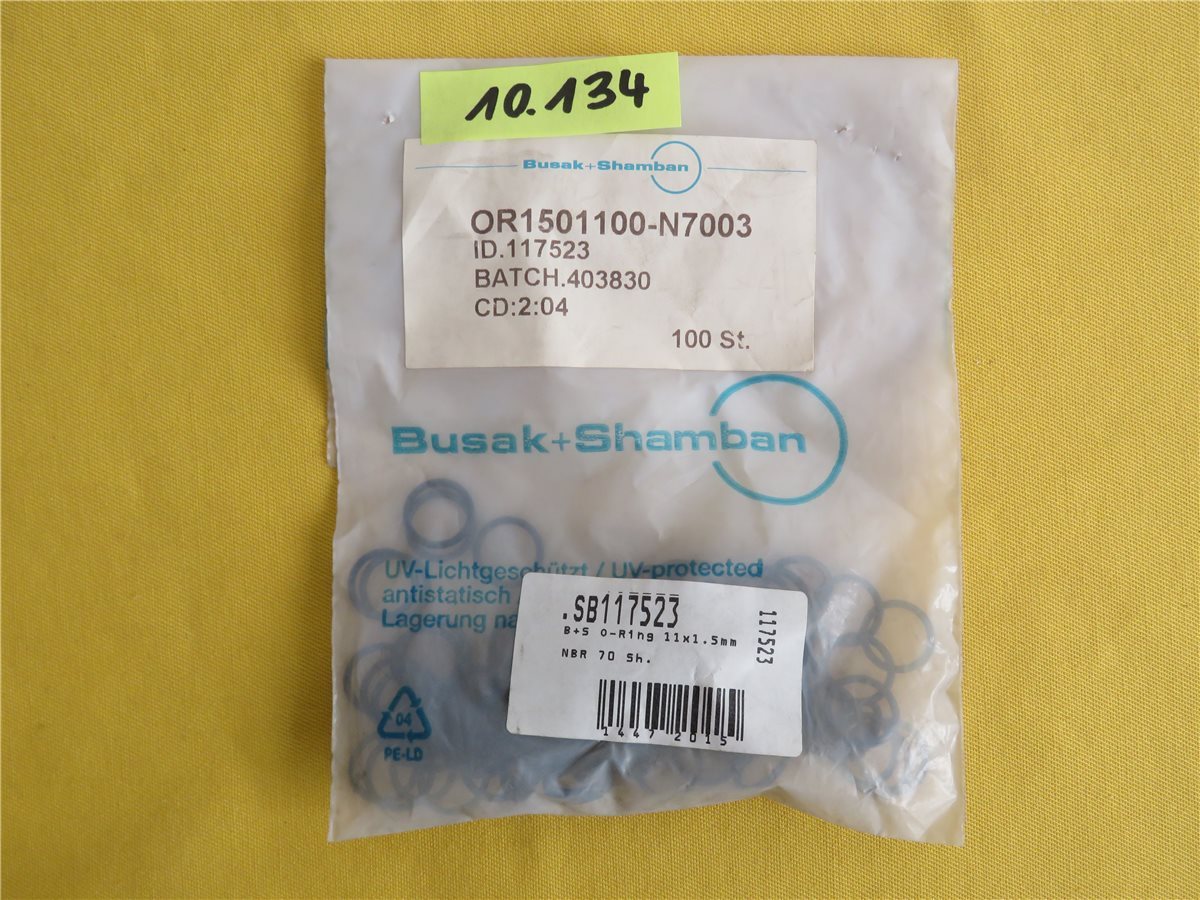 10.134
Busak+Shamban
OR1501100-N7003
ID.117523
BATCH.403830
CD:2:04
100 St.
Busak+Shamban
UV-Lichtgeschützt / UV-protected
antistatisch
Lagerung
.SB117523
B+S O-Ring 11x1.5mm
NBR 70 Sh.
117523
1447 2015
04
PE-LD